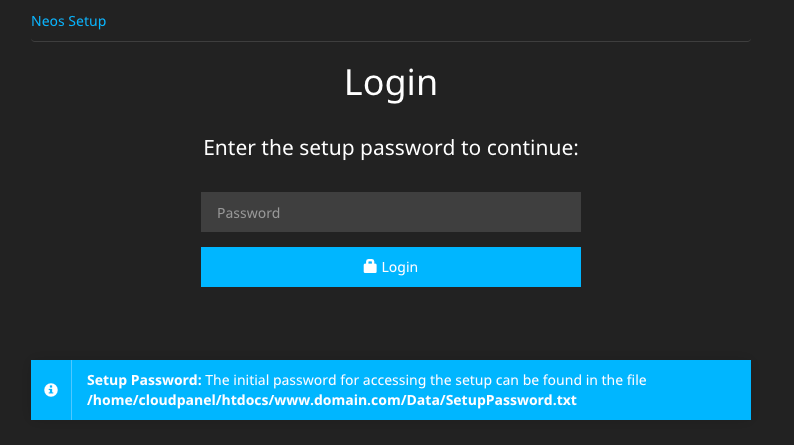 Neos Setup
Login
Enter the setup password to continue:
Password
Login
Setup Password: The initial password for accessing the setup can be found in the file
/home/cloudpanel/htdocs/www.domain.com/Data/SetupPassword.txt